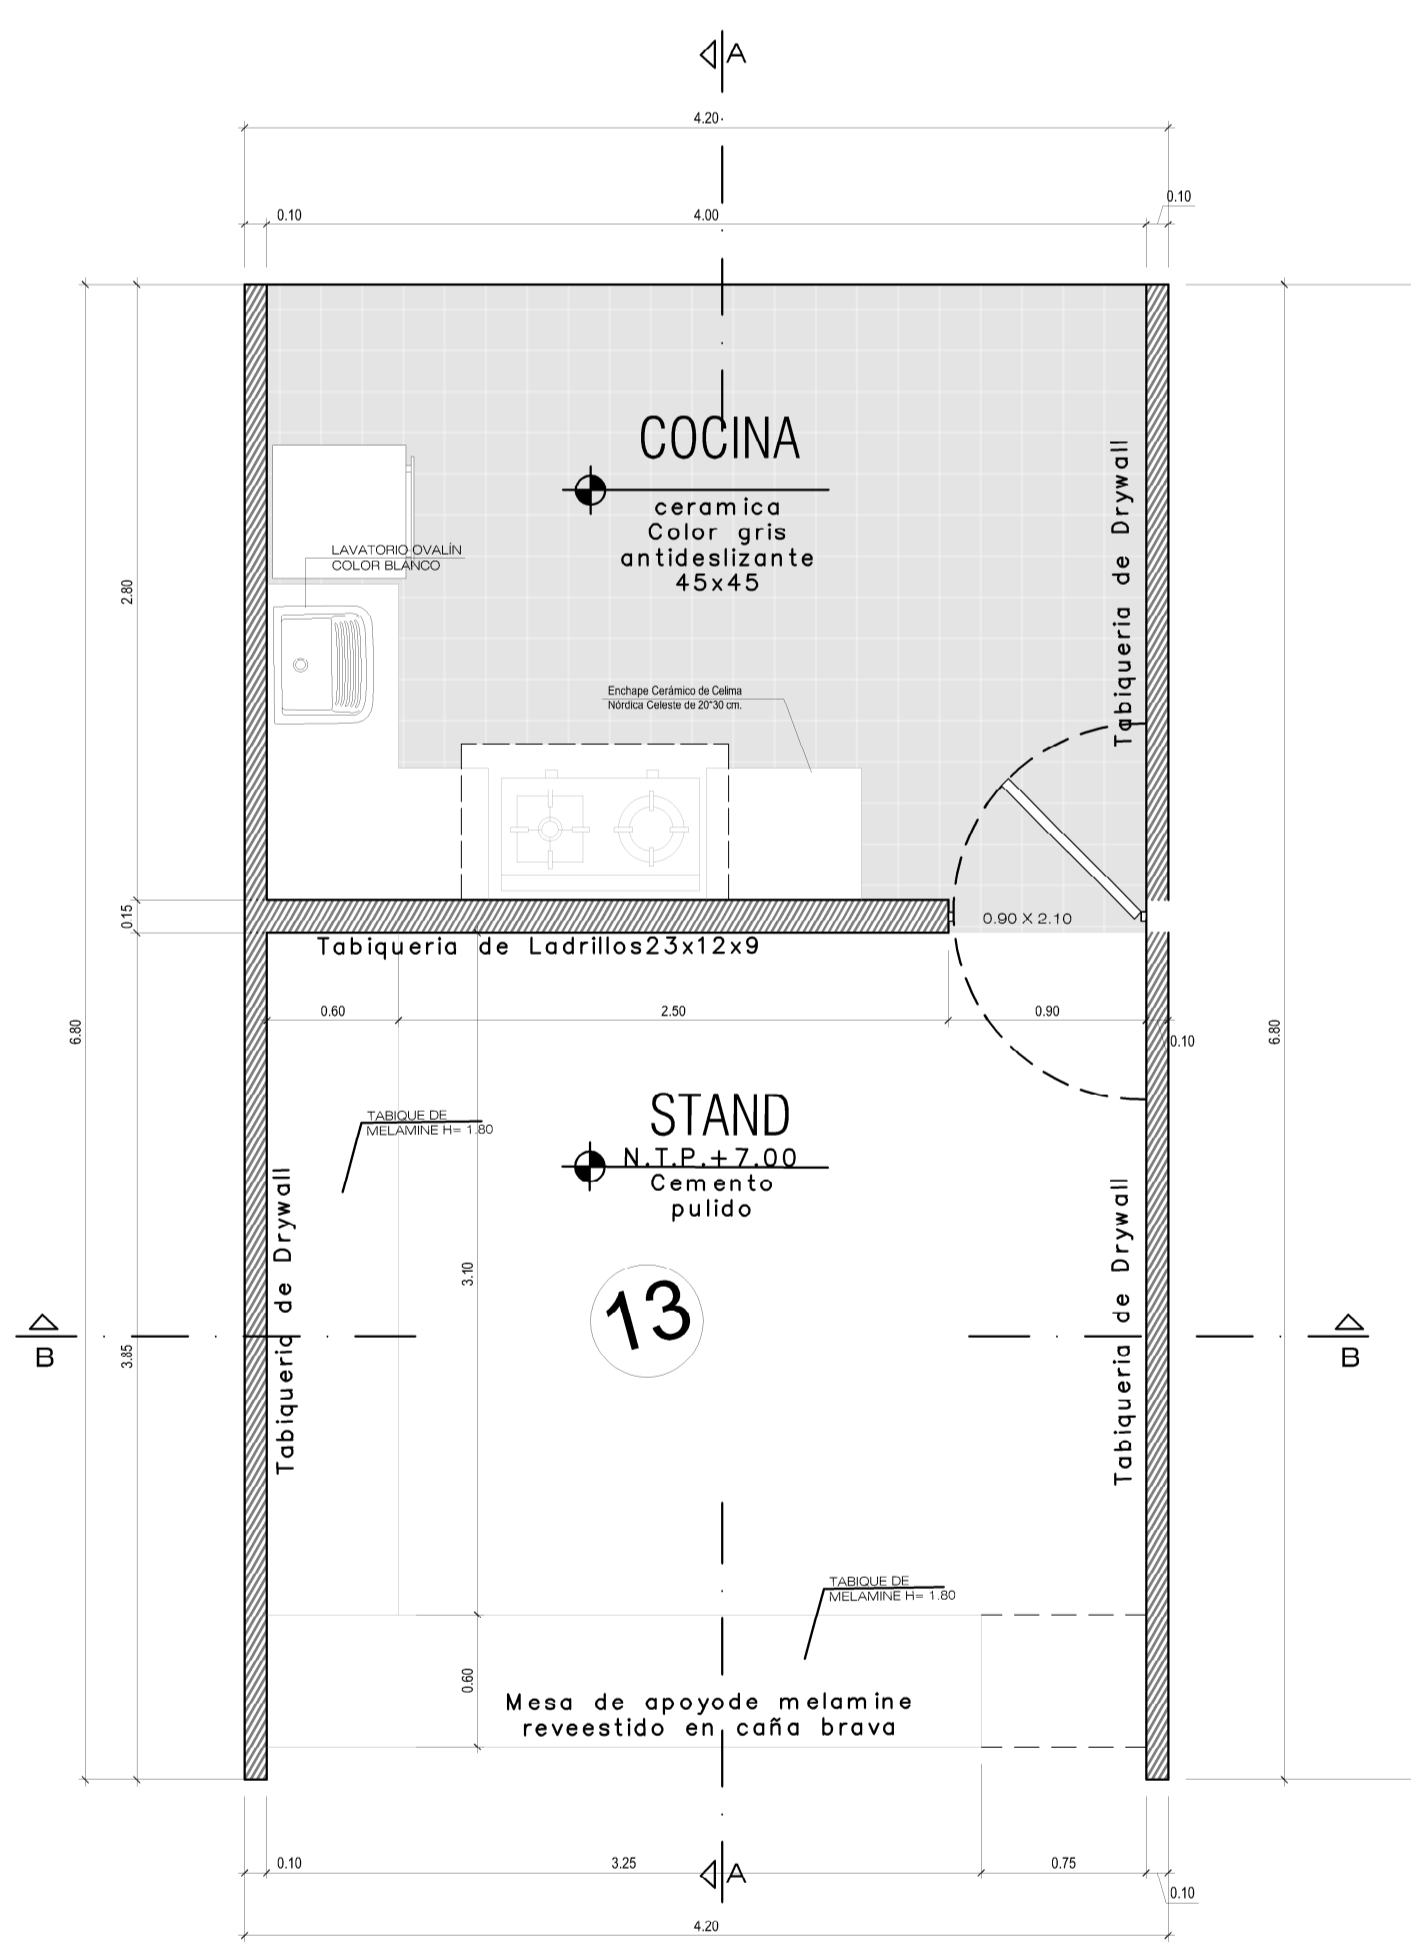 A
4.20
0.10
4.00
0.10
COCINA
ceramica
Color gris
antideslizante
45x45
Tabiqueria de Drywall
LAVATORIO OVALÍN
COLOR BLANCO
2.80
Enchape Cerámico de Celima
Nórdica Celeste de 20*30 cm.
0.15
0.90 X 2.10
Tabiqueria de Ladrillos23x12x9
0.60
2.50
0.90
0.10
6.80
6.80
STAND
N.T.P.+7.00
Cemento
pulido
TABIQUE DE
MELAMINE H= 1.80
Tabiqueria de Drywall
Tabiqueria de Drywall
3.10
13
B
B
3.85
TABIQUE DE
MELAMINE H= 1.80
0.60
Mesa de apoyode melamine
reveestido en caña brava
0.10
3.25
A
0.75
0.10
4.20